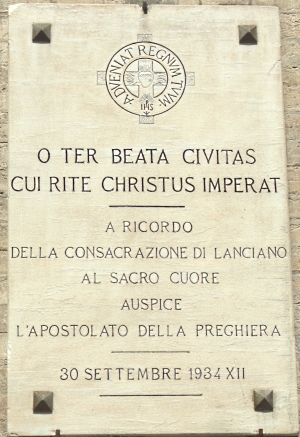 ADVENIAT REGNUM TUUM
IHS
O TER BEATA CIVITAS
CUI RITE CHRISTUS IMPERAT
A RICORDO
DELLA CONSACRAZIONE DI LANCIANO
AL SACRO CUORE
AUSPICE
L'APOSTOLATO DELLA PREGHIERA
30 SETTEMBRE 1934 XII